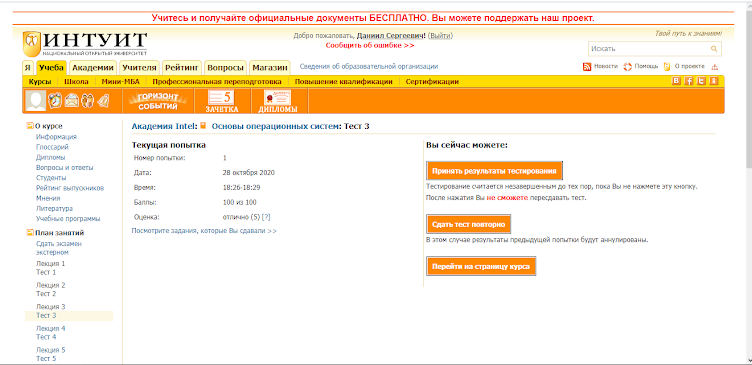 Учитесь и получайте официальные документы БЕСПЛАТНО. Вы можете поддержать наш проект.
ИНТУИТ
НАЦИОНАЛЬНЫЙ ОТКРЫТЫЙ УНИВЕРСИТЕТ
Добро пожаловать, Даниил Сергеевич! (Выйти)
Сообщить об ошибке >>
Твой путь к знаниям!
Искать
Я Учеба Академии Учителя Рейтинг Вопросы Магазин Сведения об образовательной организации
Новости Помощь О проекте
Курсы Школа Мини-МБА Профессиональная переподготовка Повышение квалификации Сертификации
ГОРИЗОНТ СОБЫТИЙ
5
ЗАЧЕТКА
ДИПЛОМЫ
О курсе
Информация
Глоссарий
Дипломы
Вопросы и ответы
Студенты
Рейтинг выпускников
Мнения
Литература
Учебные программы
План занятий
Сдать экзамен
экстерном
Лекция 1
Тест 1
Лекция 2
Тест 2
Лекция 3
Тест 3
Лекция 4
Тест 4
Лекция 5
Тест 5
Академия Intel: Основы операционных систем: Тест 3
Текущая попытка
Номер попытки: 1
Дата: 28 октября 2020
Время: 18:26-18:29
Баллы: 100 из 100
Оценка: отлично (5) [?]
Посмотрите задания, которые Вы сдавали >>
Вы сейчас можете:
Принять результаты тестирования
Тестирование считается незавершенным до тех пор, пока Вы не нажмете эту кнопку.
После нажатия Вы не сможете пересдавать тест.
Сдать тест повторно
В этом случае результаты предыдущей попытки будут аннулированы.
Перейти на страницу курса